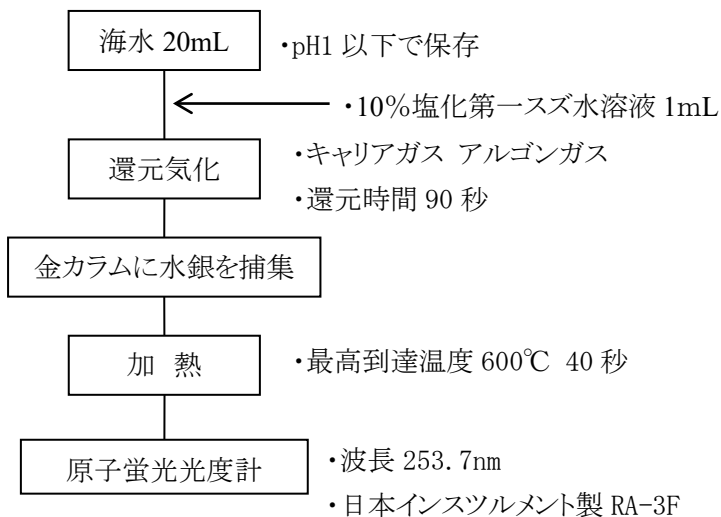 海水 20mL
・pH1 以下で保存
・10%塩化第一スズ水溶液 1mL
還元気化
・キャリアガス アルゴンガス
・還元時間 90 秒
金カラムに水銀を捕集
加 熱
・最高到達温度 600℃ 40 秒
原子蛍光光度計
・波長 253.7nm
・日本インスツルメント製 RA-3F